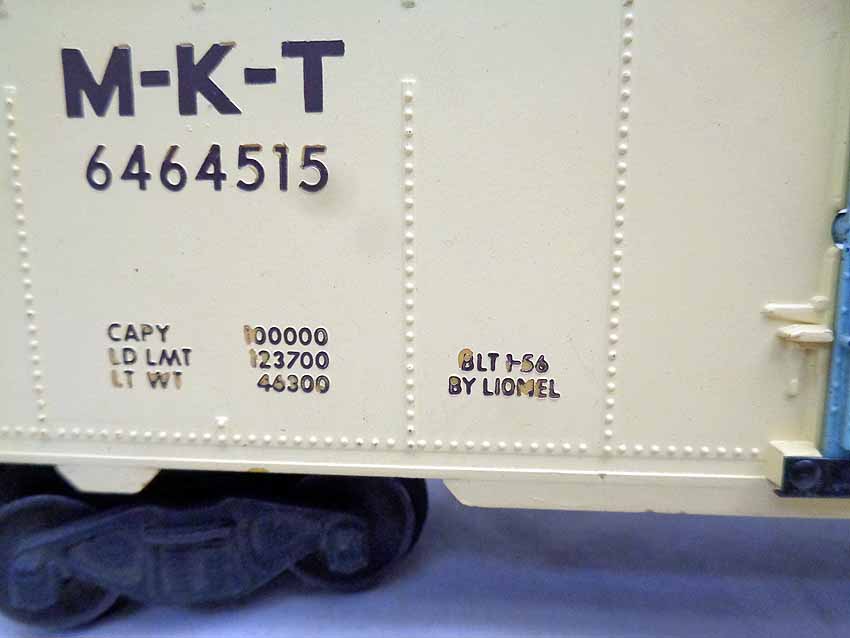 M-K-T
6464515
CAPY 100000
LD LMT 123700
LT WT 46300
BLT 1-56
BY LIONEL